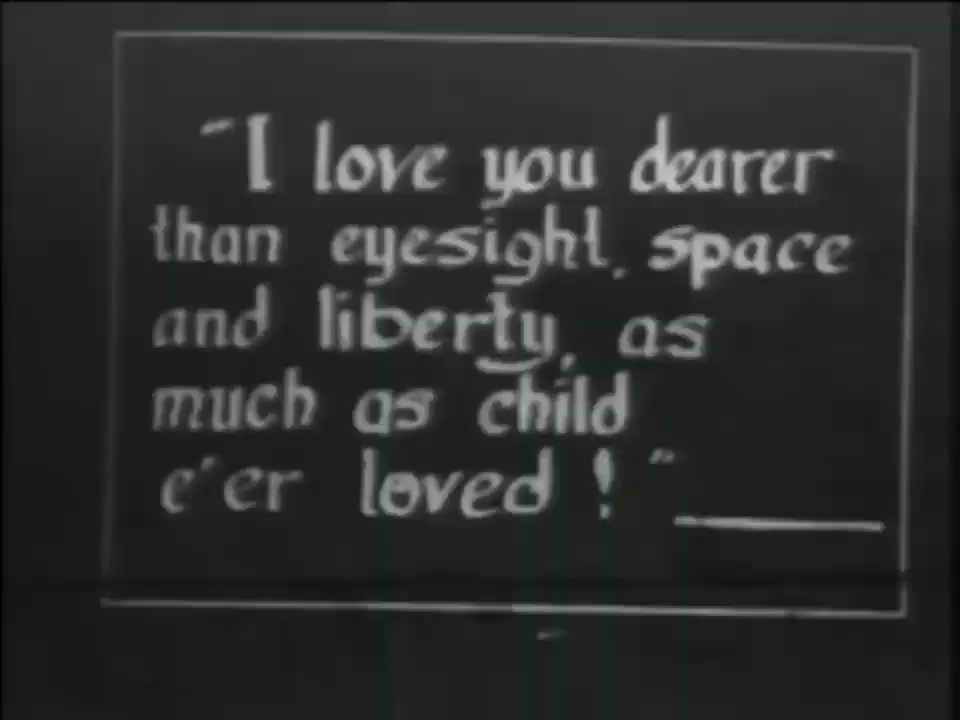 "I love you dearer
than eyesight, space
and liberty, as
much as child
e'er loved!"